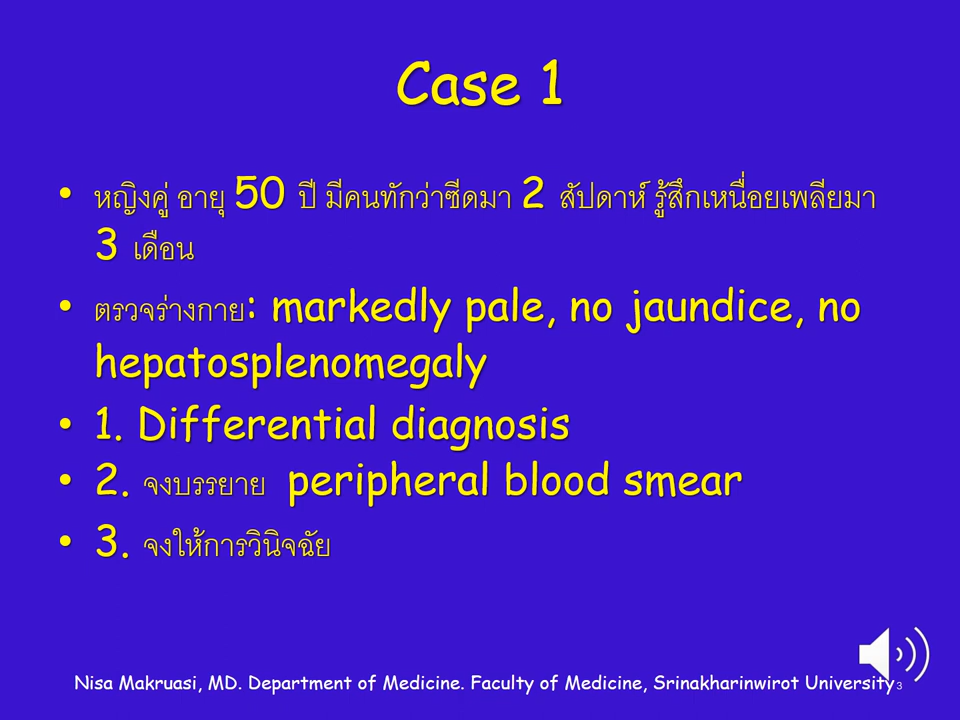 Case 1
• หญิงคู่ อายุ 50 ปี มีคนทักว่าซีดมา 2 สัปดาห์ รู้สึกเหนื่อยเพลียมา
3 เดือน
• ตรวจร่างกาย: markedly pale, no jaundice, no
hepatosplenomegaly
• 1. Differential diagnosis
• 2. จงบรรยาย peripheral blood smear
• 3. จงให้การวินิจฉัย
Nisa Makruasi, MD. Department of Medicine. Faculty of Medicine, Srinakharinwirot University
3